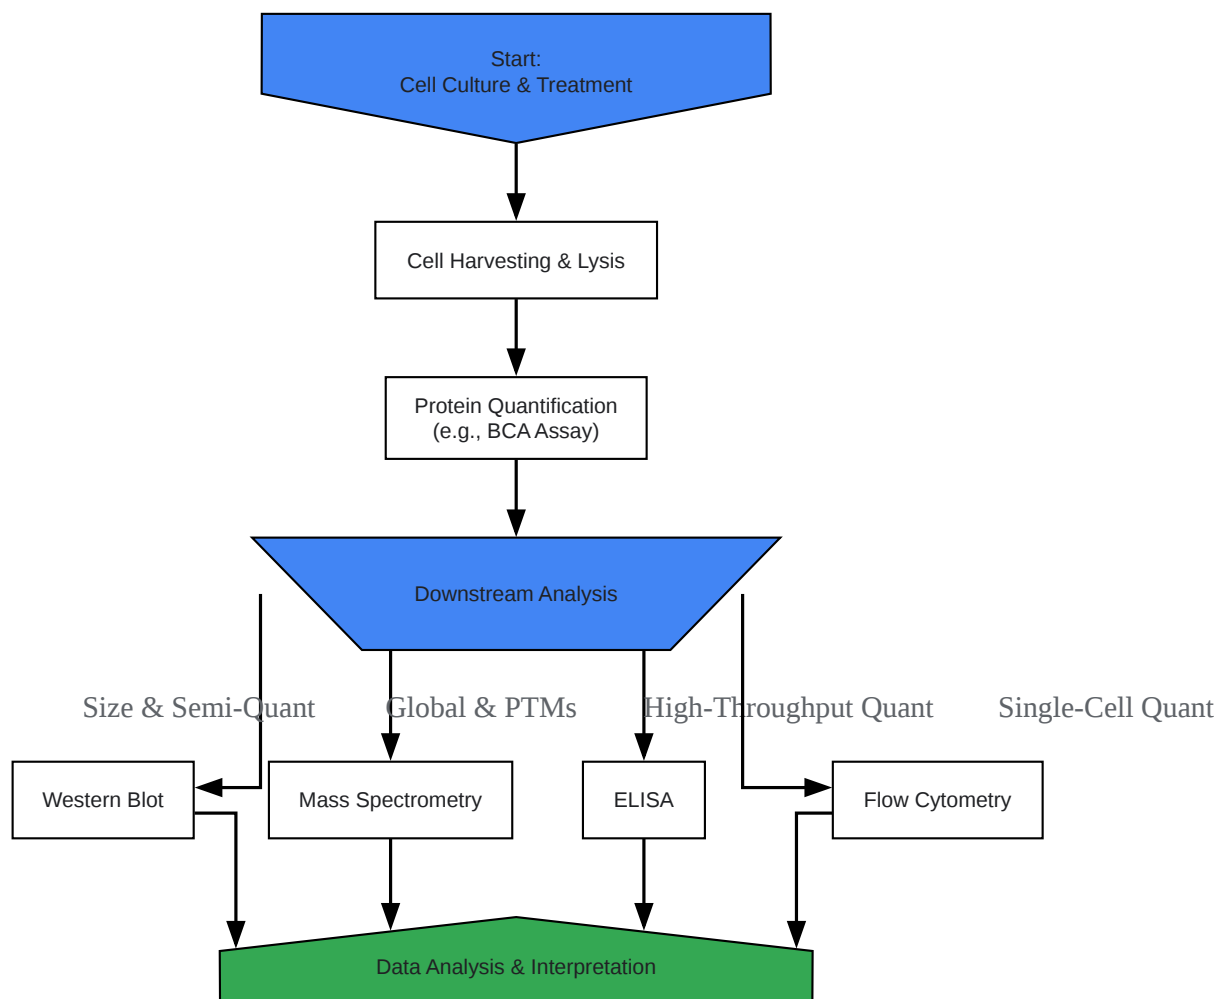 Start:
Cell Culture & Treatment
Cell Harvesting & Lysis
Protein Quantification
(e.g., BCA Assay)
Downstream Analysis
Size & Semi-Quant
Global & PTMs
High-Throughput Quant
Single-Cell Quant
Western Blot
Mass Spectrometry
ELISA
Flow Cytometry
Data Analysis & Interpretation